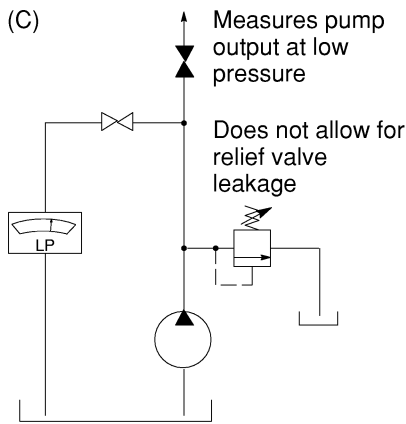 (C)
Measures pump
output at low
pressure
Does not allow for
relief valve
leakage
LP